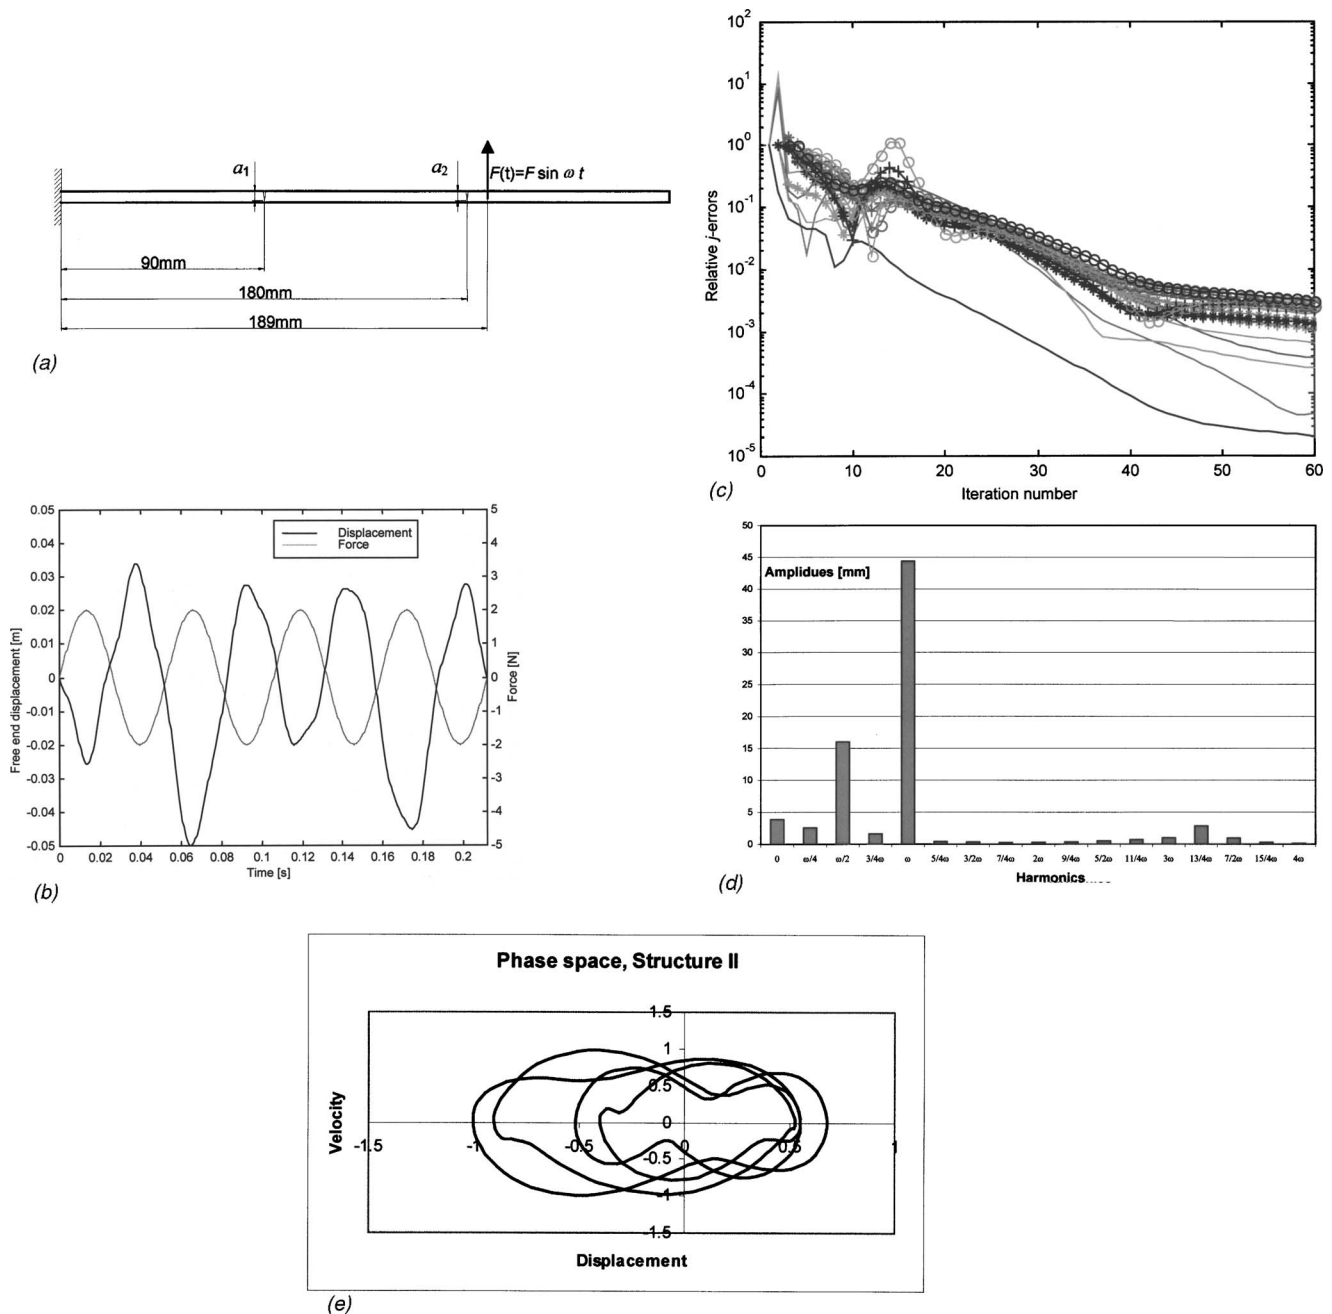 a1
a2
F(t)=F sin ω t
90mm
180mm
189mm
(a)
10^2
10^1
10^0
10^-1
10^-2
10^-3
10^-4
10^-5
Relative j-errors
0 10 20 30 40 50 60
Iteration number
(c)
0.05
0.04
0.03
0.02
0.01
0
-0.01
-0.02
-0.03
-0.04
-0.05
Free end displacement [m]
Displacement
Force
5
4
3
2
1
0
-1
-2
-3
-4
-5
Force [N]
0 0.02 0.04 0.06 0.08 0.1 0.12 0.14 0.16 0.18 0.2
Time [s]
(b)
50
45
40
35
30
25
20
15
10
5
0
Amplidues [mm]
0 ω/4 ω/2 3/4ω ω 5/4ω 3/2ω 7/4ω 2ω 9/4ω 5/2ω 11/4ω 3ω 13/4ω 7/2ω 15/4ω 4ω
Harmonics
(d)
Phase space, Structure II
1.5
1
0.5
0
-0.5
-1
-1.5
Velocity
-1.5 -1 -0.5 0 0.5 1
Displacement
(e)